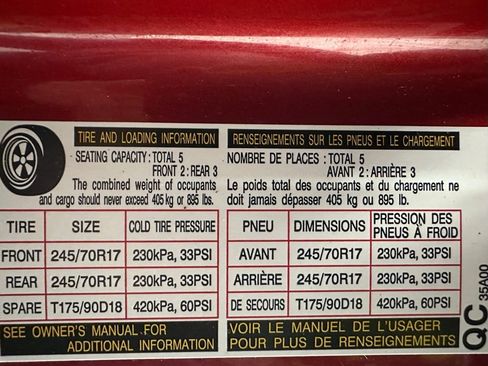 TIRE AND LOADING INFORMATION
SEATING CAPACITY: TOTAL 5
FRONT 2: REAR 3
The combined weight of occupants
and cargo should never exceed 405 kg or 895 lbs.
TIRE SIZE COLD TIRE PRESSURE
FRONT 245/70R17 230kPa, 33PSI
REAR 245/70R17 230kPa, 33PSI
SPARE T175/90D18 420kPa, 60PSI
SEE OWNER'S MANUAL FOR
ADDITIONAL INFORMATION
RENSEIGNEMENTS SUR LES PNEUS ET LE CHARGEMENT
NOMBRE DE PLACES: TOTAL 5
AVANT 2: ARRIÈRE 3
Le poids total des occupants et du chargement ne
doit jamais dépasser 405 kg ou 895 lbs.
PNEU DIMENSIONS PRESSION DES
PNEUS À FROID
AVANT 245/70R17 230kPa, 33PSI
ARRIÈRE 245/70R17 230kPa, 33PSI
DE SECOURS T175/90D18 420kPa, 60PSI
VOIR LE MANUEL DE L'USAGER
POUR PLUS DE RENSEIGNEMENTS
QC 35A00